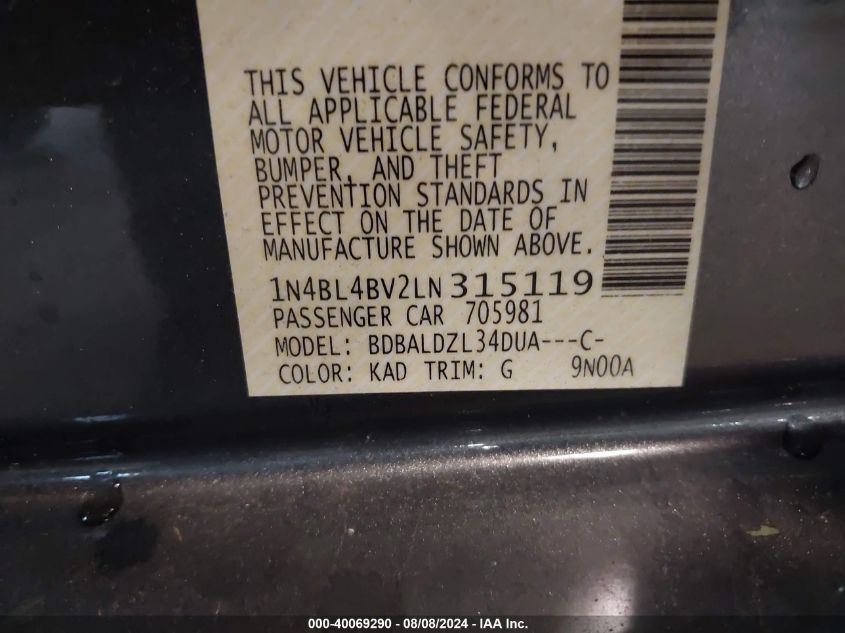 THIS VEHICLE CONFORMS TO
ALL APPLICABLE FEDERAL
MOTOR VEHICLE SAFETY,
BUMPER, AND THEFT
PREVENTION STANDARDS IN
EFFECT ON THE DATE OF
MANUFACTURE SHOWN ABOVE.
1N4BL4BV2LN315119
PASSENGER CAR 705981
MODEL: BDBALDZL34DUA---C-
COLOR: KAD TRIM: G 9N00A
000-40069290 - 08/08/2024 - IAA Inc.